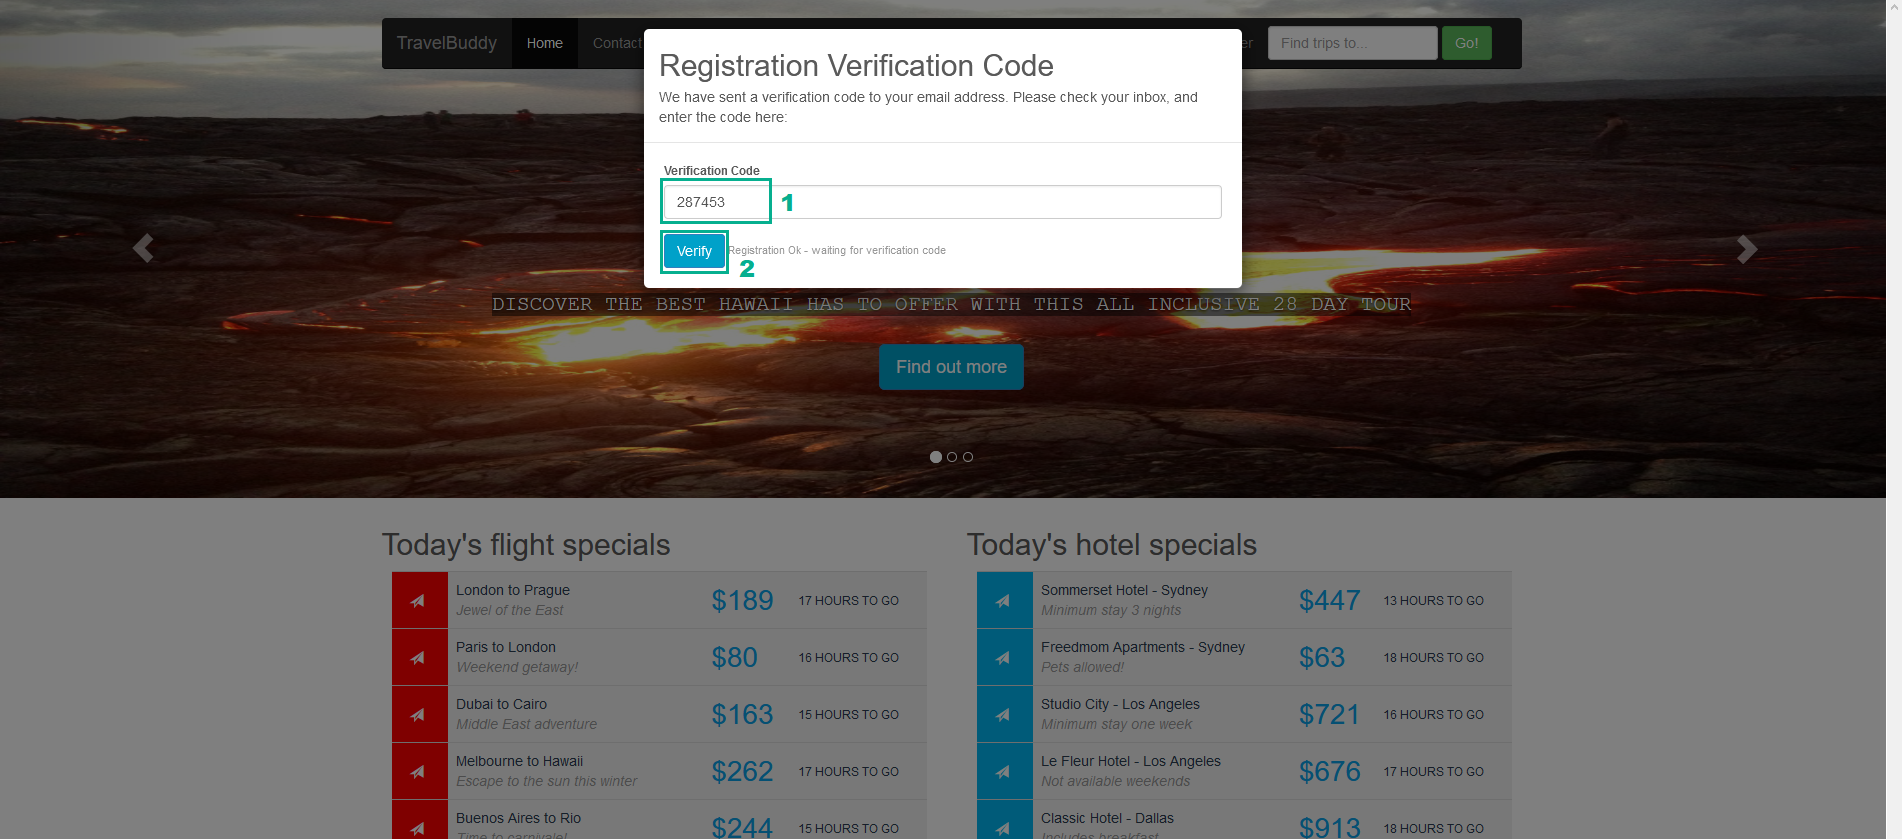 TravelBuddy Home Contact er Find trips to... Go!
Registration Verification Code
We have sent a verification code to your email address. Please check your inbox, and
enter the code here:
Verification Code
287453 1
Verify Registration Ok - waiting for verification code
2
DISCOVER THE BEST HAWAII HAS TO OFFER WITH THIS ALL INCLUSIVE 28 DAY TOUR
Find out more
Today's flight specials
London to Prague $189 17 HOURS TO GO
Jewel of the East
Paris to London $80 16 HOURS TO GO
Weekend getaway!
Dubai to Cairo $163 15 HOURS TO GO
Middle East adventure
Melbourne to Hawaii $262 17 HOURS TO GO
Escape to the sun this winter
Buenos Aires to Rio $244 15 HOURS TO GO
Time to carnivale!
Today's hotel specials
Sommerset Hotel - Sydney $447 13 HOURS TO GO
Minimum stay 3 nights
Freedmom Apartments - Sydney $63 18 HOURS TO GO
Pets allowed!
Studio City - Los Angeles $721 16 HOURS TO GO
Minimum stay one week
Le Fleur Hotel - Los Angeles $676 17 HOURS TO GO
Not available weekends
Classic Hotel - Dallas $913 18 HOURS TO GO
Includes breakfast